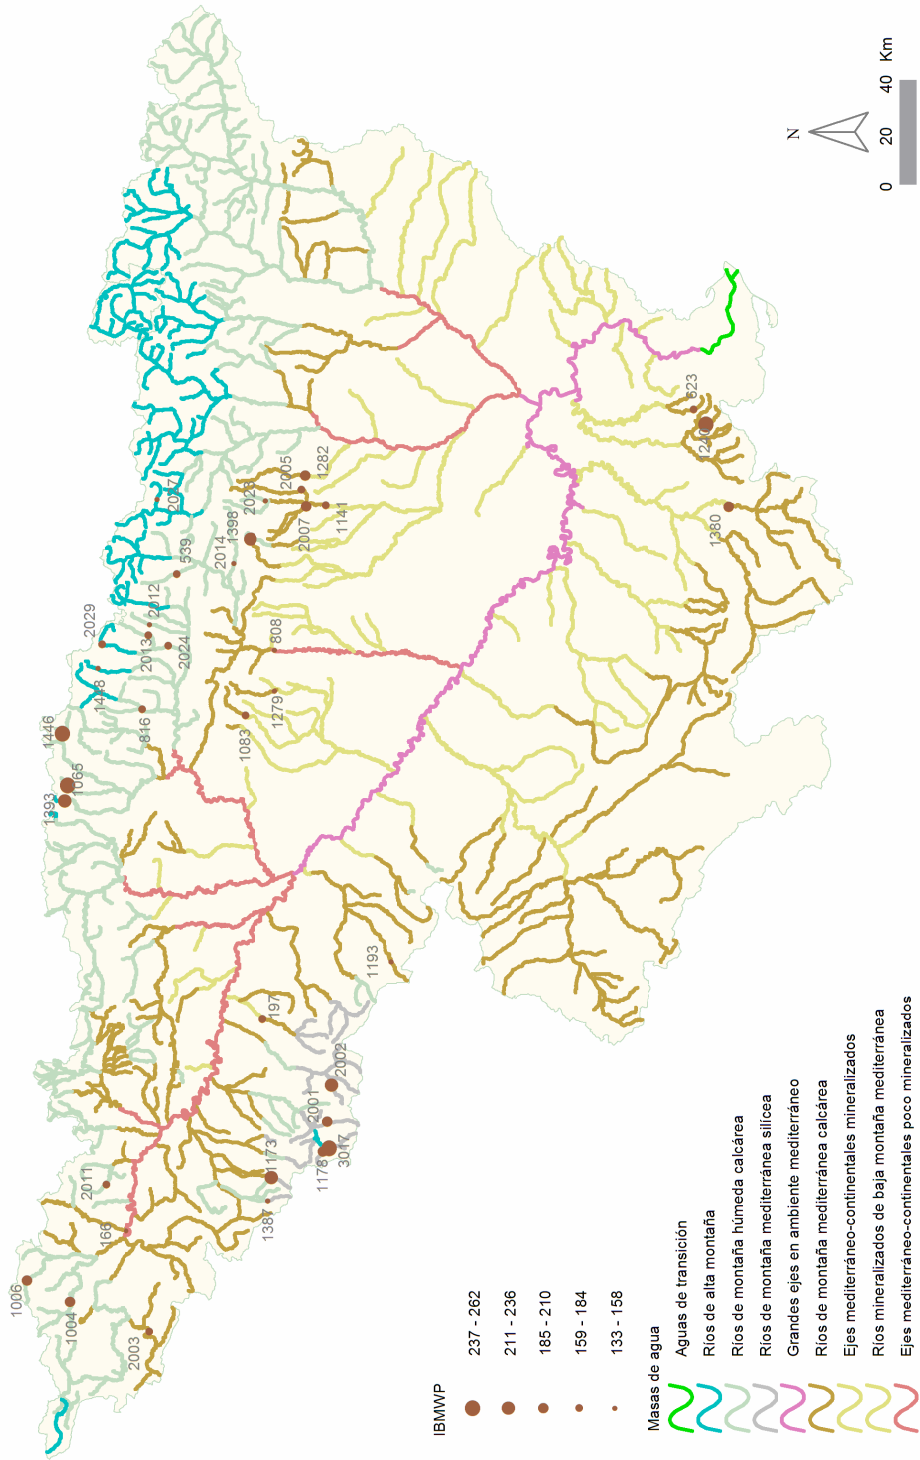 1006
1393
1446
1004
1065
2011
2029
1448
166
2003
816
2013
2012
2027
2024
539
2014
1398
1083
2028
1387
1173
197
808
1279
2005
2007
2001
1178
1282
3017
2002
1141
1193
623
1240
1380
N
0 20 40 Km
IBMWP
237 - 262
211 - 236
185 - 210
159 - 184
133 - 158
Masas de agua
Aguas de transición
Ríos de alta montaña
Ríos de montaña húmeda calcárea
Ríos de montaña mediterránea silícea
Grandes ejes en ambiente mediterráneo
Ríos de montaña mediterránea calcárea
Ejes mediterráneo-continentales mineralizados
Ríos mineralizados de baja montaña mediterránea
Ejes mediterráneo-continentales poco mineralizados